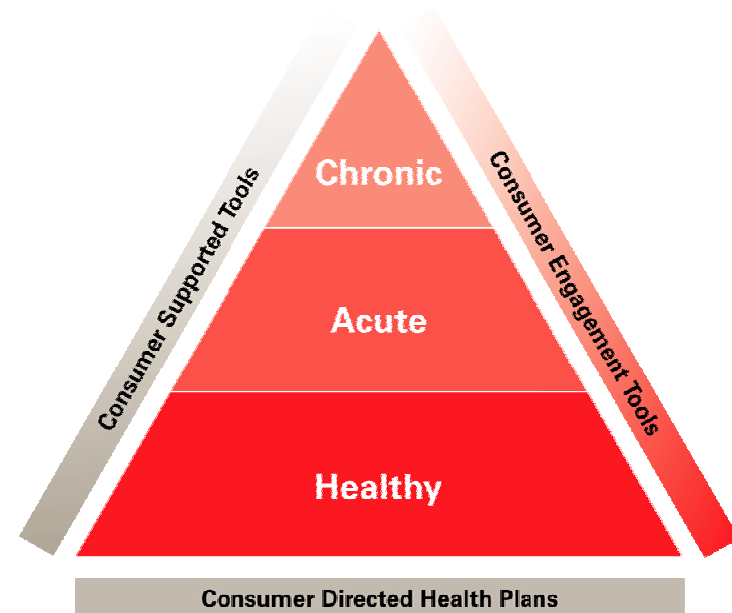 Chronic
Consumer Supported Tools
Consumer Engagement Tools
Acute
Healthy
Consumer Directed Health Plans